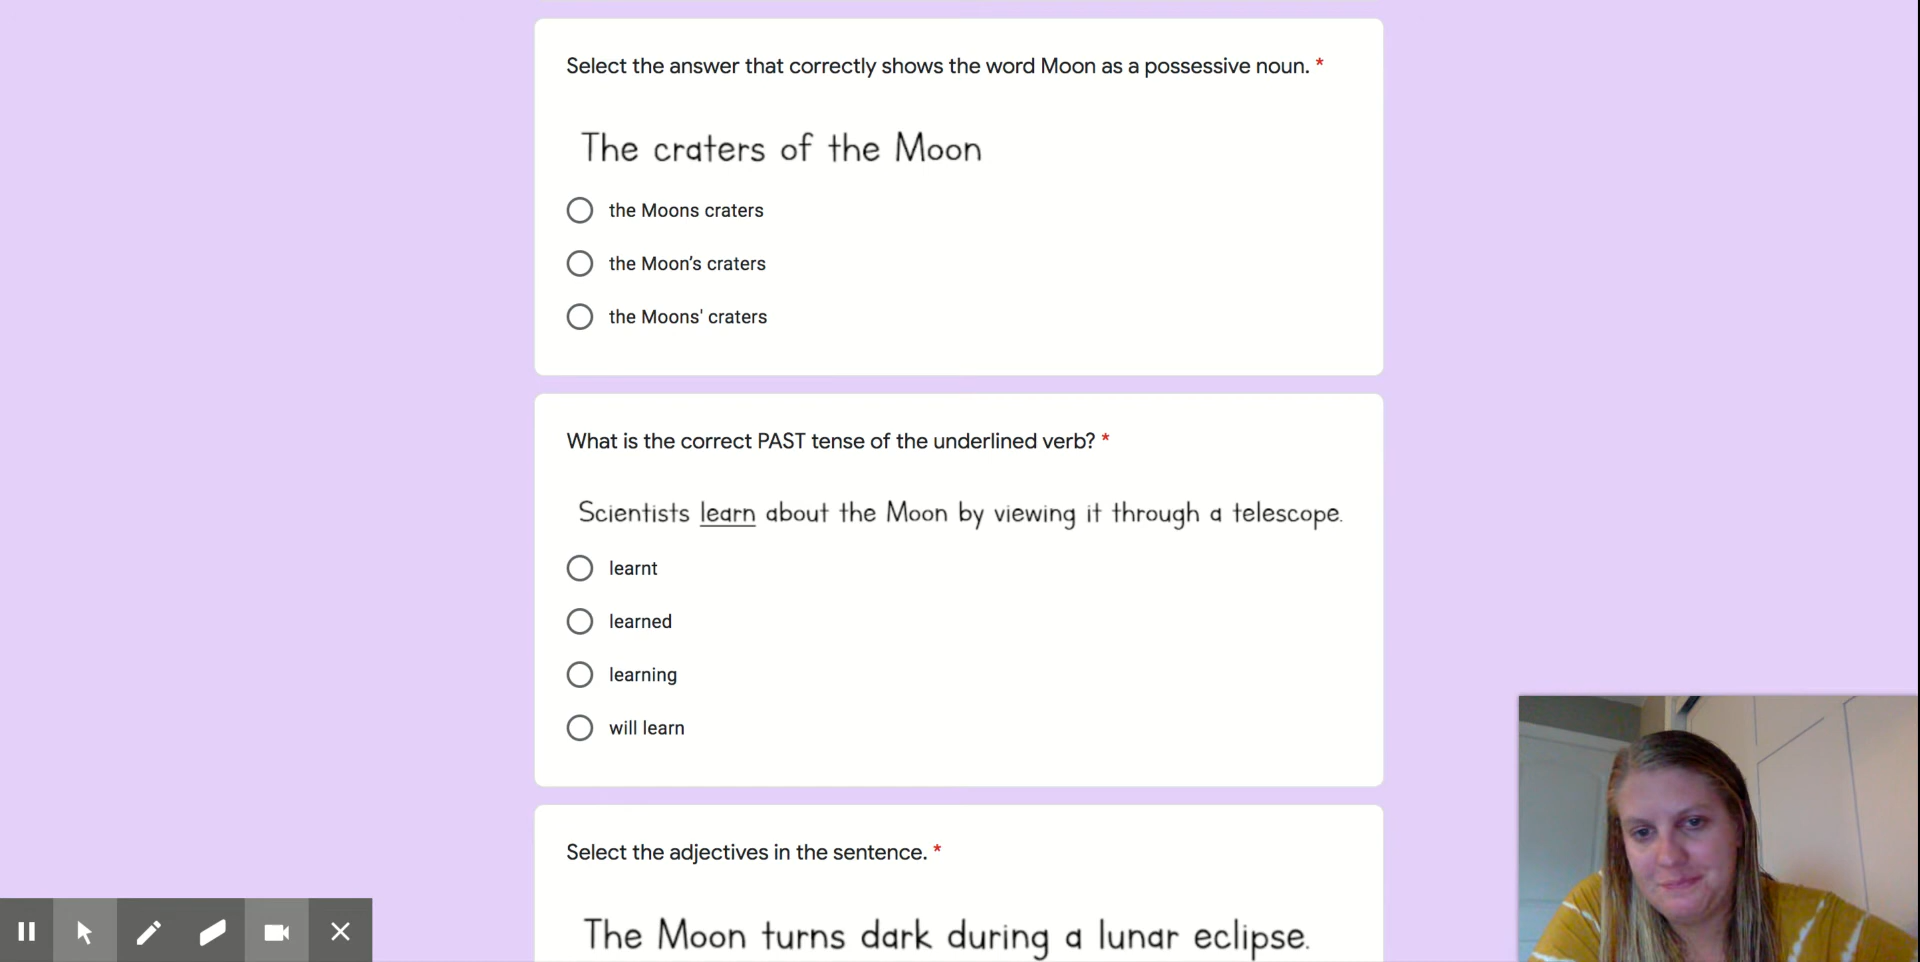 Select the answer that correctly shows the word Moon as a possessive noun. *
The craters of the Moon
the Moons craters
the Moon’s craters
the Moons' craters
What is the correct PAST tense of the underlined verb? *
Scientists learn about the Moon by viewing it through a telescope.
learnt
learned
learning
will learn
Select the adjectives in the sentence. *
The Moon turns dark during a lunar eclipse.